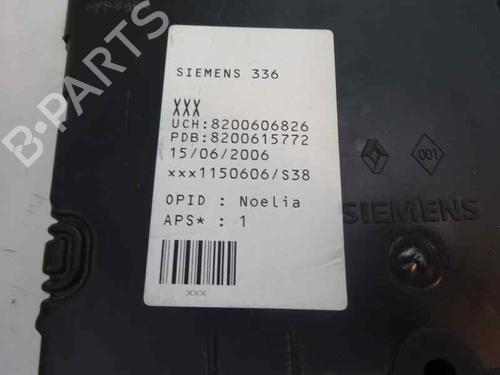 SIEMENS 336
XXX
UCH:8200606826
PDB:8200615772
15/06/2006
xxx1150606/S38
OPID : Noelia
APS* : 1
xxx
001
SIEMENS
B-PARTS